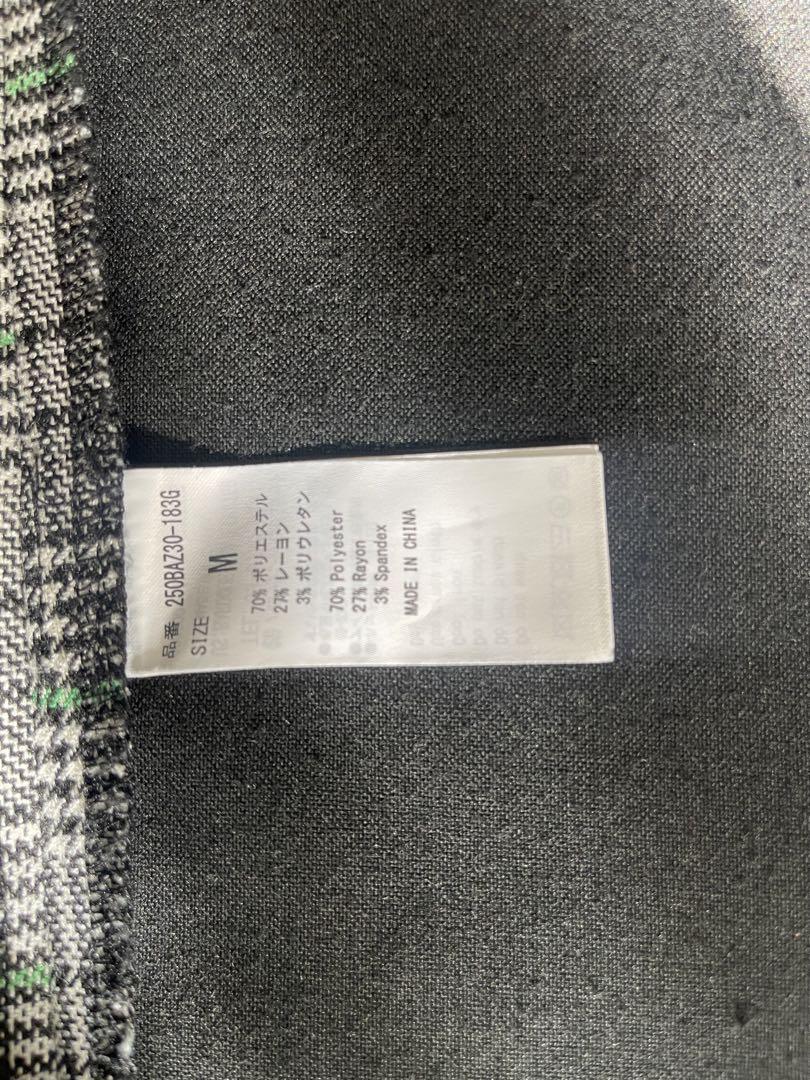 品番 250BAZ30-183G
SIZE M
70% ポリエステル
27% レーヨン
3% ポリウレタン
70% Polyester
27% Rayon
3% Spandex
MADE IN CHINA